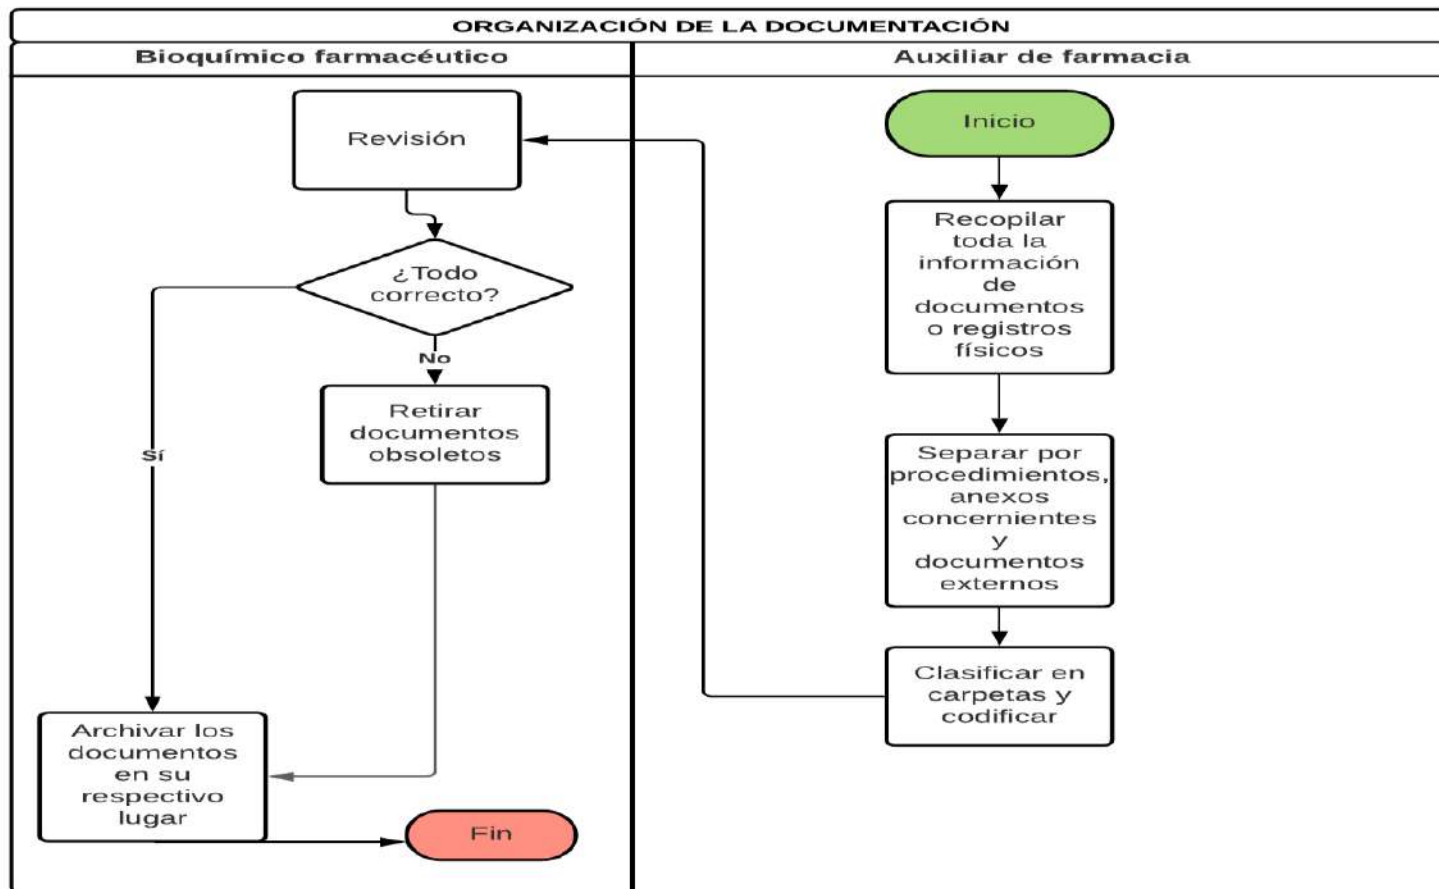 ORGANIZACIÓN DE LA DOCUMENTACIÓN
Bioquímico farmacéutico
Auxiliar de farmacia
Inicio
Recopilar
toda la
información
de
documentos
o registros
físicos
Separar por
procedimientos,
anexos
concernientes
y
documentos
externos
Clasificar en
carpetas y
codificar
Revisión
¿Todo
correcto?
No
Sí
Retirar
documentos
obsoletos
Archivar los
documentos
en su
respectivo
lugar
Fin